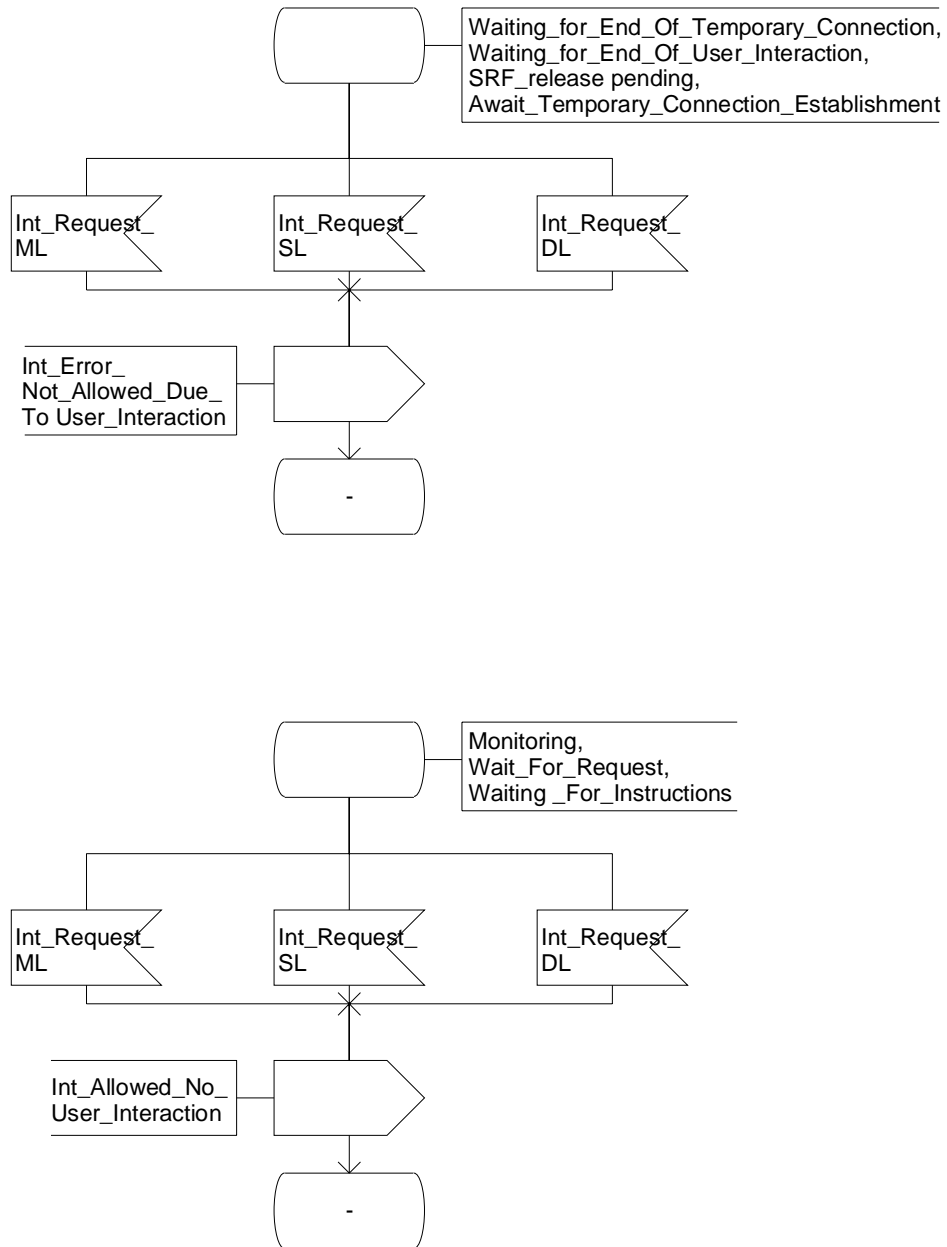 Waiting_for_End_Of_Temporary_Connection,
Waiting_for_End_Of_User_Interaction,
SRF_release pending,
Await_Temporary_Connection_Establishment
Int_Request_
ML
Int_Request_
SL
Int_Request_
DL
Int_Error_
Not_Allowed_Due_
To User_Interaction
-
Monitoring,
Wait_For_Request,
Waiting _For_Instructions
Int_Request_
ML
Int_Request_
SL
Int_Request_
DL
Int_Allowed_No_
User_Interaction
-